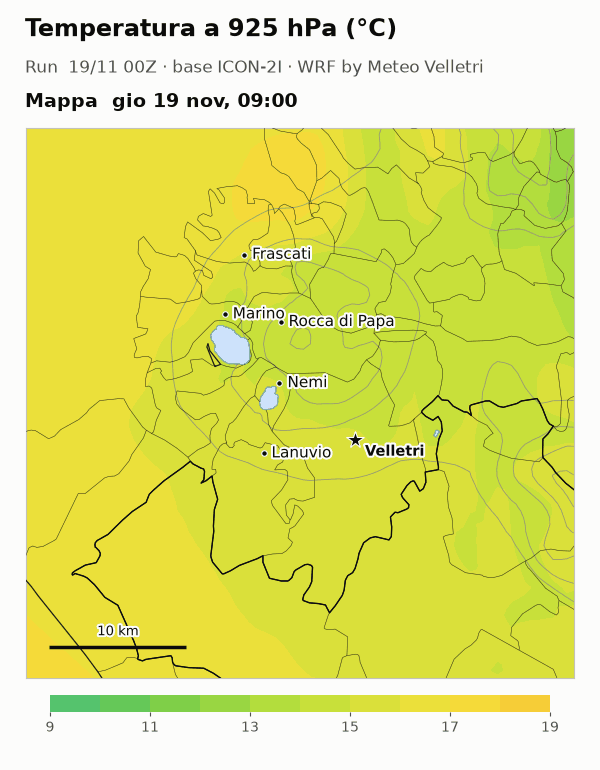 Temperatura a 925 hPa (°C)
Run  19/11 00Z · base ICON-2I · WRF by Meteo Velletri
Mappa  gio 19 nov, 09:00
Frascati
Marino
Rocca di Papa
Nemi
Velletri
Lanuvio
10 km
9 11 13 15 17 19